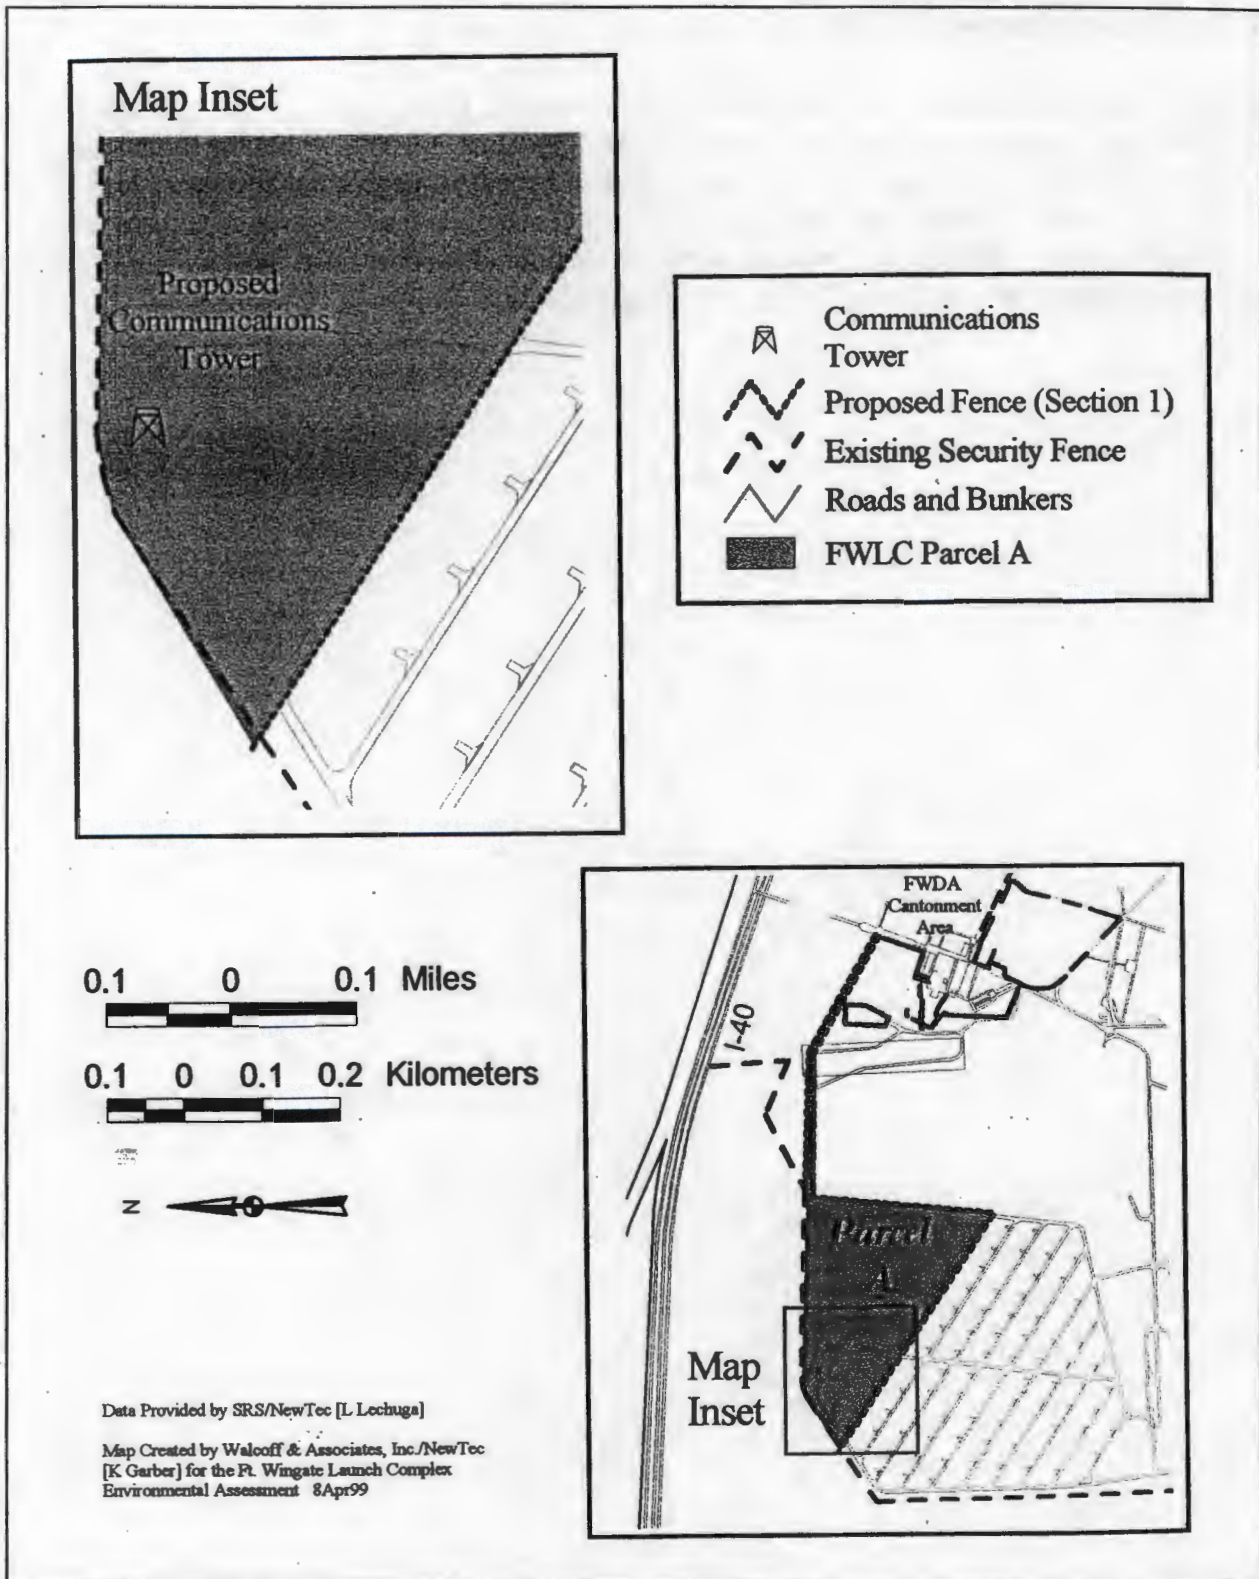 Map Inset
Proposed
Communications
Tower
Communications
Tower
Proposed Fence (Section 1)
Existing Security Fence
Roads and Bunkers
FWLC Parcel A
0.1 0 0.1 Miles
0.1 0 0.1 0.2 Kilometers
N
FWDA
Cantonment
Area
I-40
Parcel
A
Map
Inset
Data Provided by SRS/NewTec [L Lechuga]
Map Created by Walcoff & Associates, Inc./NewTec
[K Garber] for the Ft. Wingate Launch Complex
Environmental Assessment 8Apr99